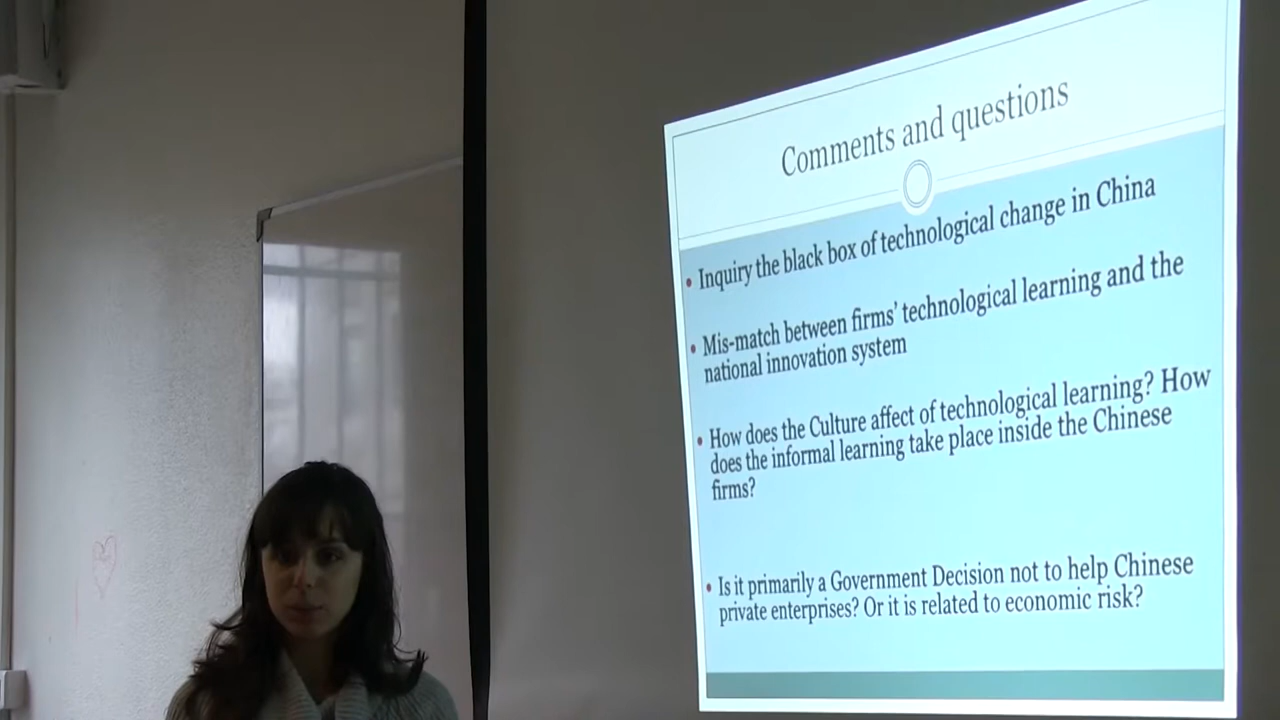 Comments and questions
• Inquiry the black box of technological change in China
• Mis-match between firms' technological learning and the
national innovation system
• How does the Culture affect of technological learning? How
does the informal learning take place inside the Chinese
firms?
• Is it primarily a Government Decision not to help Chinese
private enterprises? Or it is related to economic risk?